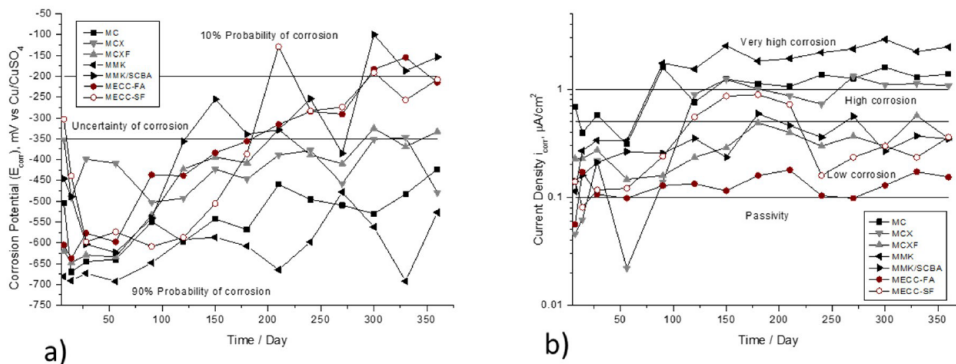 -50
-100
-150
-200
-250
-300
-350
-400
-450
-500
-550
-600
-650
-700
-750
Corrosion Potential (Ecorr), mV vs Cu/CuSO4
MC
MCX
MCXF
MMK
MMK/SCBA
MECC-FA
MECC-SF
10% Probability of corrosion
Uncertainty of corrosion
90% Probability of corrosion
0 50 100 150 200 250 300 350
Time / Day
a)
10
1
0.1
0.01
Current Density icorr, µA/cm2
Very high corrosion
High corrosion
Low corrosion
Passivity
MC
MCX
MCXF
MMK
MMK/SCBA
MECC-FA
MECC-SF
0 50 100 150 200 250 300 350
Time / Day
b)